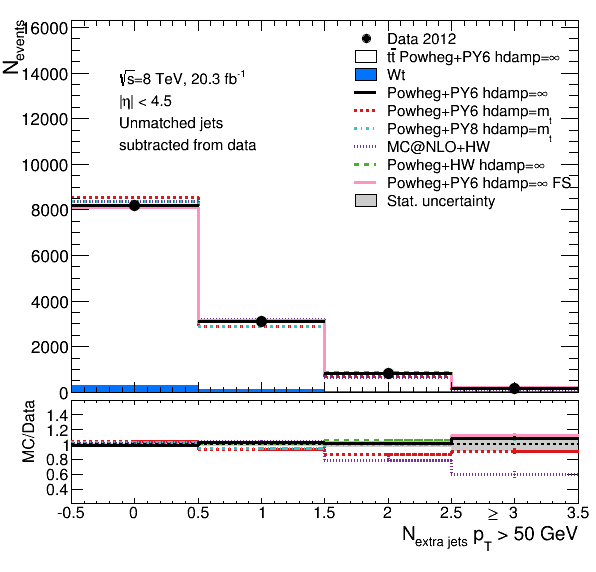 N_events
16000
14000
12000
10000
8000
6000
4000
2000
0
√s=8 TeV, 20.3 fb⁻¹
|η| < 4.5
Unmatched jets
subtracted from data
Data 2012
tt̄ Powheg+PY6 hdamp=∞
Wt
Powheg+PY6 hdamp=∞
Powheg+PY6 hdamp=m_t
Powheg+PY8 hdamp=m_t
MC@NLO+HW
Powheg+HW hdamp=∞
Powheg+PY6 hdamp=∞ FS
Stat. uncertainty
MC/Data
1.4
1.2
1
0.8
0.6
0.4
-0.5 0 0.5 1 1.5 2 2.5 ≥ 3 3.5
N_extra jets p_T > 50 GeV